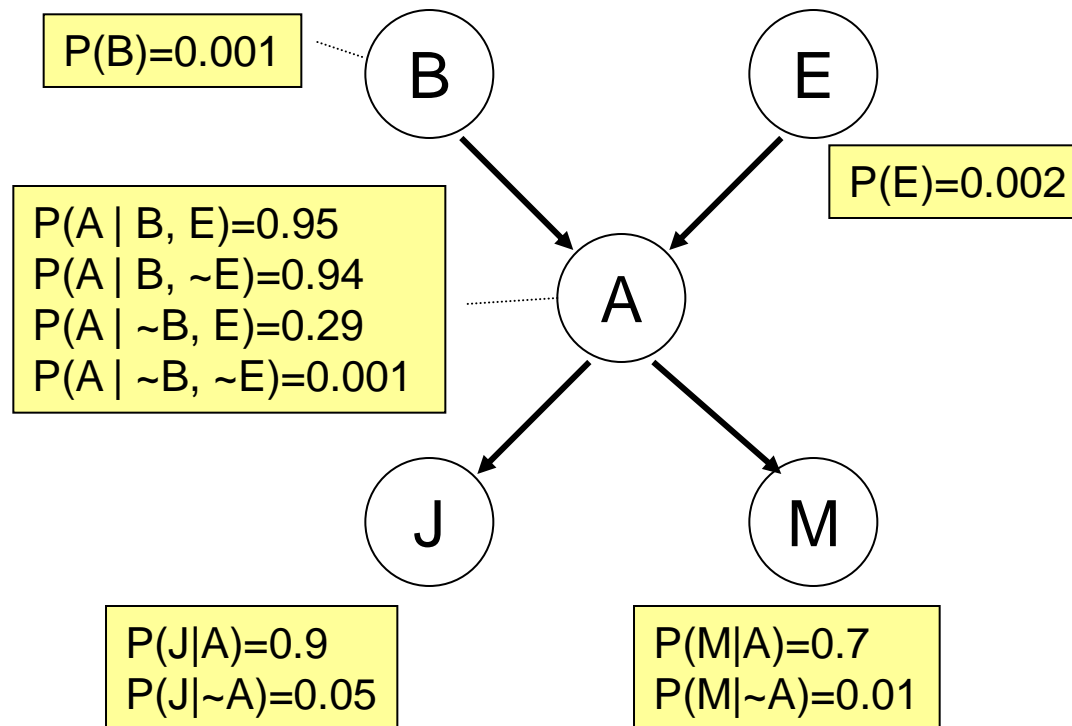 P(B)=0.001
B
E
P(E)=0.002
P(A | B, E)=0.95
P(A | B, ~E)=0.94
P(A | ~B, E)=0.29
P(A | ~B, ~E)=0.001
A
J
M
P(J|A)=0.9
P(J|~A)=0.05
P(M|A)=0.7
P(M|~A)=0.01